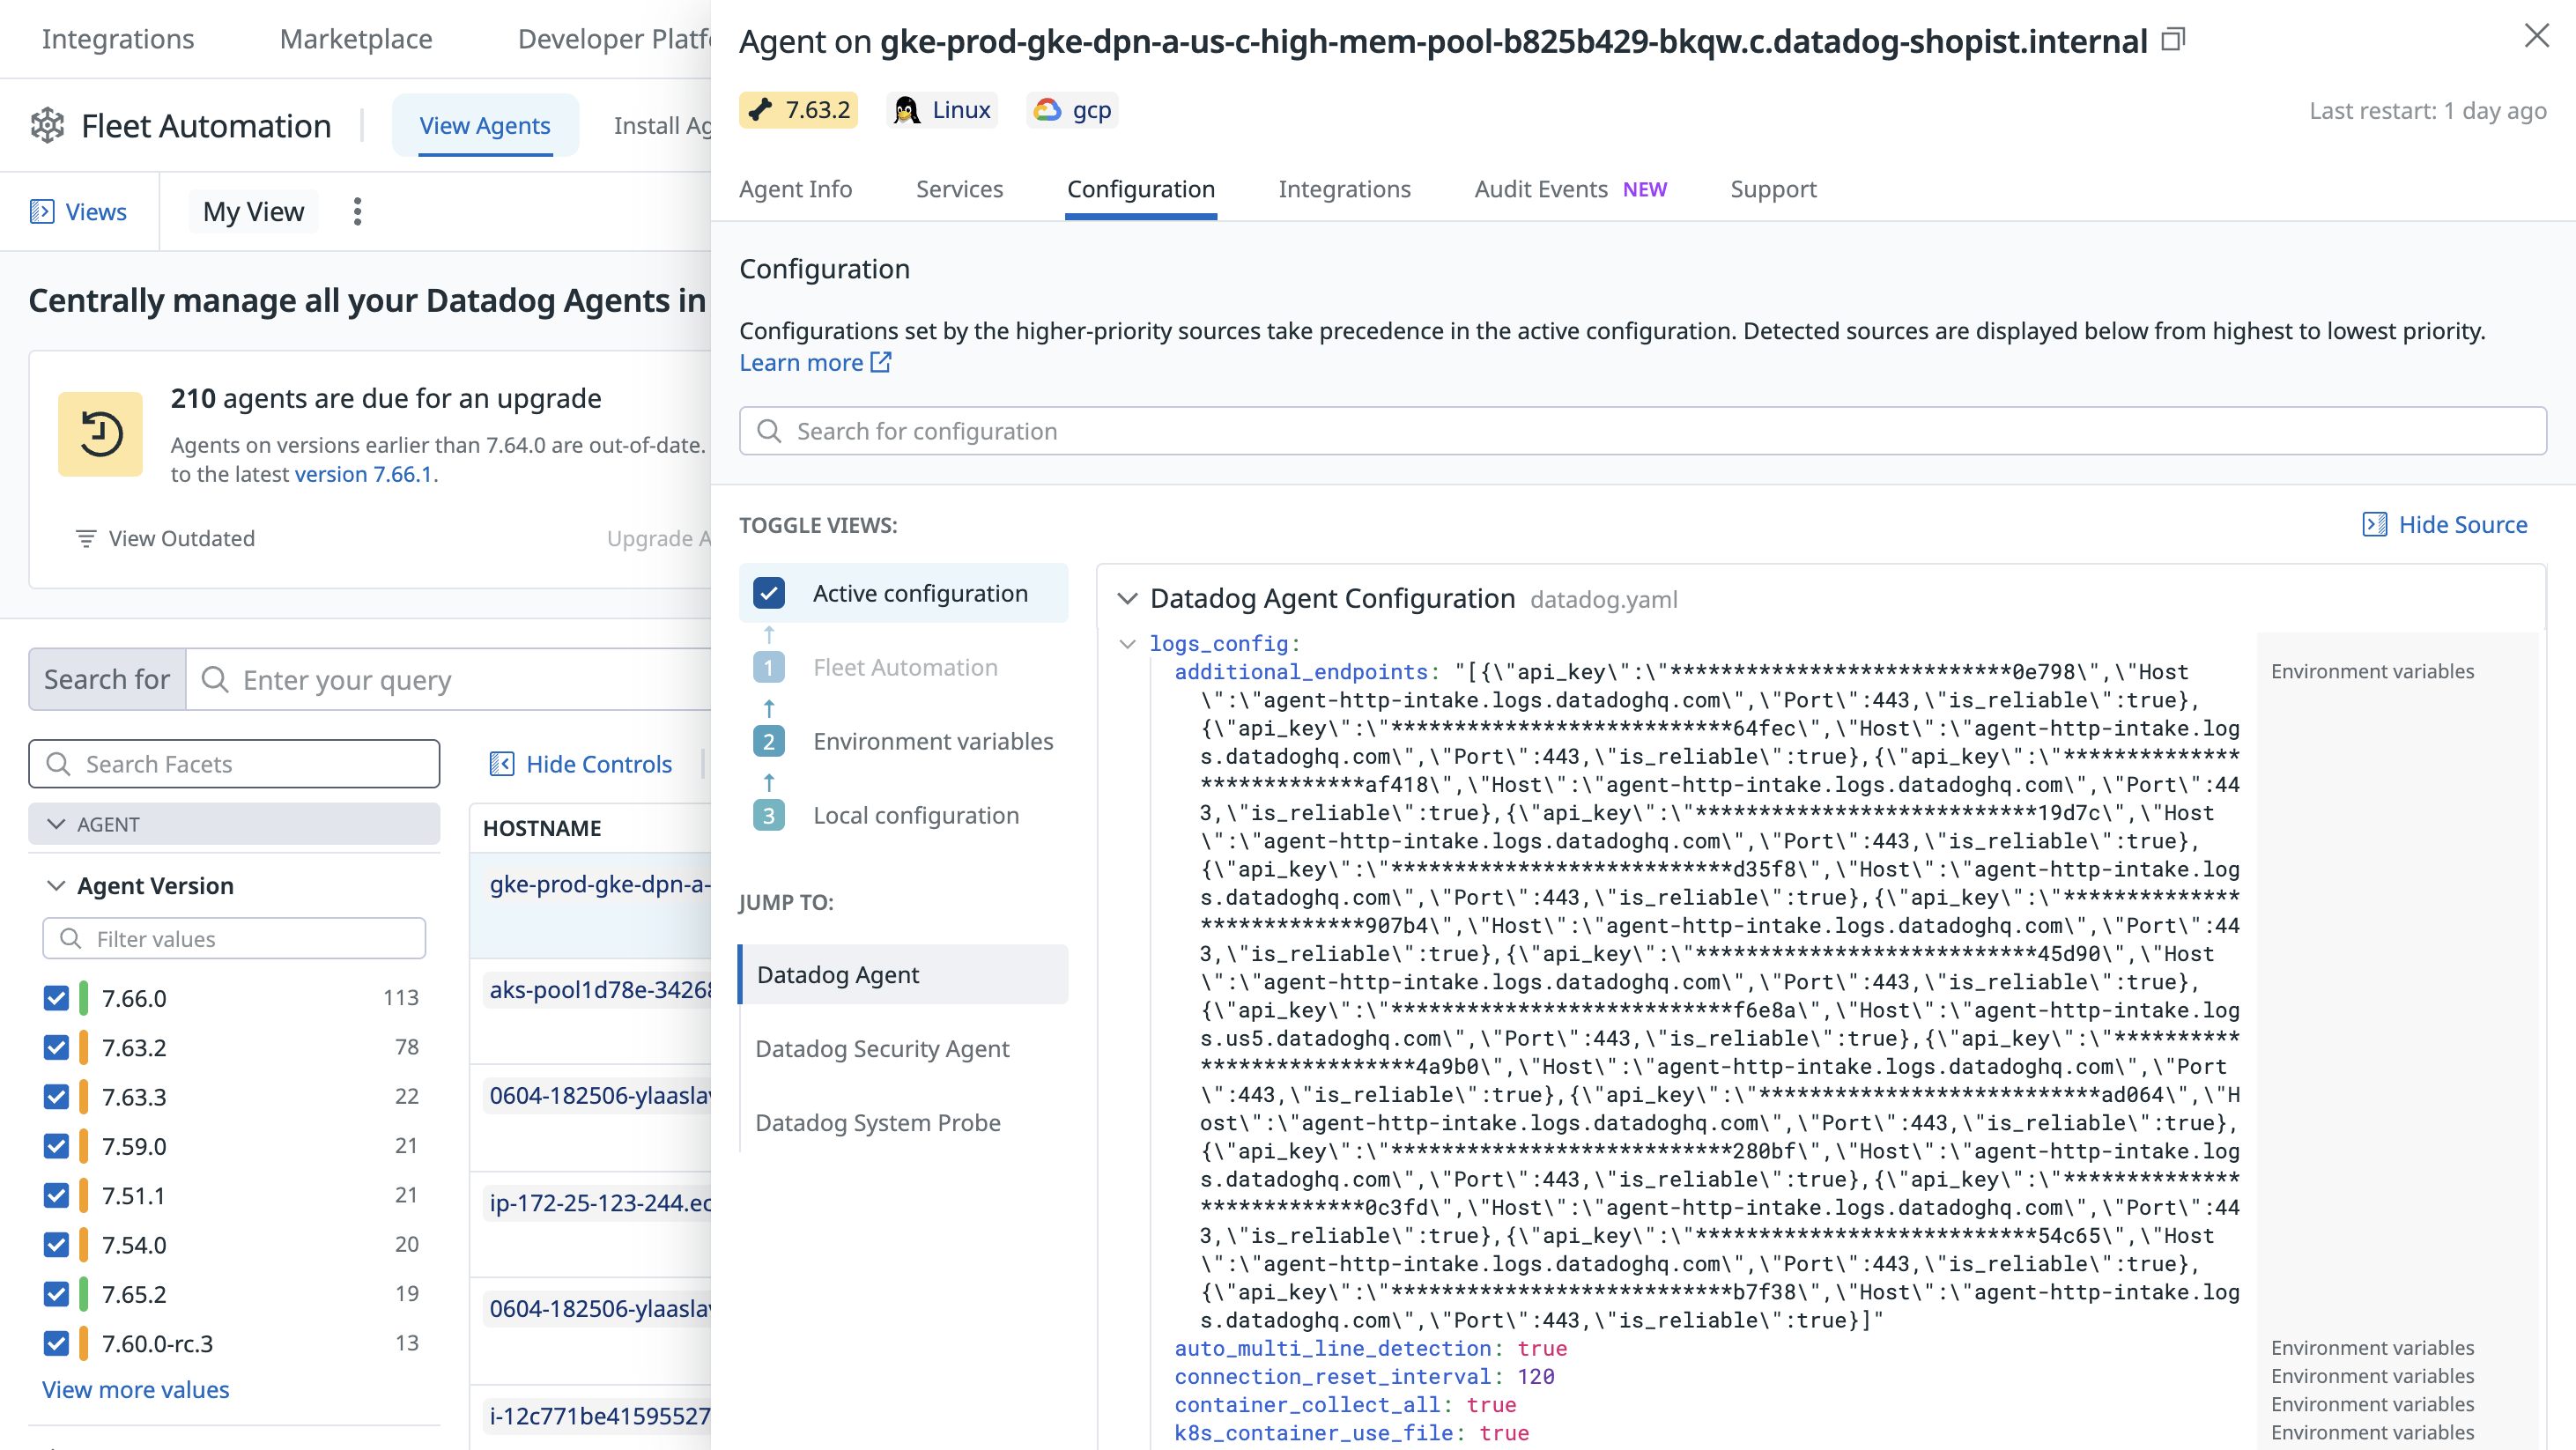 Integrations
Marketplace
Developer Platfo
Fleet Automation
View Agents
Install Ag
Views
My View
Centrally manage all your Datadog Agents in
210 agents are due for an upgrade
Agents on versions earlier than 7.64.0 are out-of-date.
to the latest version 7.66.1.
View Outdated
Upgrade A
Search for
Enter your query
Search Facets
Hide Controls
AGENT
Agent Version
Filter values
7.66.0 113
7.63.2 78
7.63.3 22
7.59.0 21
7.51.1 21
7.54.0 20
7.65.2 19
7.60.0-rc.3 13
View more values
HOSTNAME
gke-prod-gke-dpn-a-
aks-pool1d78e-34268
0604-182506-ylaaslav
ip-172-25-123-244.ec
0604-182506-ylaaslav
i-12c771be41595527
Agent on gke-prod-gke-dpn-a-us-c-high-mem-pool-b825b429-bkqw.c.datadog-shopist.internal
7.63.2
Linux
gcp
Last restart: 1 day ago
Agent Info
Services
Configuration
Integrations
Audit Events NEW
Support
Configuration
Configurations set by the higher-priority sources take precedence in the active configuration. Detected sources are displayed below from highest to lowest priority.
Learn more
Search for configuration
TOGGLE VIEWS:
Hide Source
Active configuration
1 Fleet Automation
2 Environment variables
3 Local configuration
JUMP TO:
Datadog Agent
Datadog Security Agent
Datadog System Probe
Datadog Agent Configuration datadog.yaml
logs_config:
additional_endpoints: "[{\"api_key\":\"***************************0e798\",\"Host Environment variables
\":\"agent-http-intake.logs.datadoghq.com\",\"Port\":443,\"is_reliable\":true},
{\"api_key\":\"***************************64fec\",\"Host\":\"agent-http-intake.log
s.datadoghq.com\",\"Port\":443,\"is_reliable\":true},{\"api_key\":\"**************
*************af418\",\"Host\":\"agent-http-intake.logs.datadoghq.com\",\"Port\":44
3,\"is_reliable\":true},{\"api_key\":\"***************************19d7c\",\"Host
\":\"agent-http-intake.logs.datadoghq.com\",\"Port\":443,\"is_reliable\":true},
{\"api_key\":\"***************************d35f8\",\"Host\":\"agent-http-intake.log
s.datadoghq.com\",\"Port\":443,\"is_reliable\":true},{\"api_key\":\"**************
*************907b4\",\"Host\":\"agent-http-intake.logs.datadoghq.com\",\"Port\":44
3,\"is_reliable\":true},{\"api_key\":\"***************************45d90\",\"Host
\":\"agent-http-intake.logs.datadoghq.com\",\"Port\":443,\"is_reliable\":true},
{\"api_key\":\"***************************f6e8a\",\"Host\":\"agent-http-intake.log
s.us5.datadoghq.com\",\"Port\":443,\"is_reliable\":true},{\"api_key\":\"**********
*****************4a9b0\",\"Host\":\"agent-http-intake.logs.datadoghq.com\",\"Port
\":443,\"is_reliable\":true},{\"api_key\":\"***************************ad064\",\"H
ost\":\"agent-http-intake.logs.datadoghq.com\",\"Port\":443,\"is_reliable\":true},
{\"api_key\":\"***************************280bf\",\"Host\":\"agent-http-intake.log
s.datadoghq.com\",\"Port\":443,\"is_reliable\":true},{\"api_key\":\"**************
*************0c3fd\",\"Host\":\"agent-http-intake.logs.datadoghq.com\",\"Port\":44
3,\"is_reliable\":true},{\"api_key\":\"***************************54c65\",\"Host
\":\"agent-http-intake.logs.datadoghq.com\",\"Port\":443,\"is_reliable\":true},
{\"api_key\":\"***************************b7f38\",\"Host\":\"agent-http-intake.log
s.datadoghq.com\",\"Port\":443,\"is_reliable\":true}]"
auto_multi_line_detection: true Environment variables
connection_reset_interval: 120 Environment variables
container_collect_all: true Environment variables
k8s_container_use_file: true Environment variables